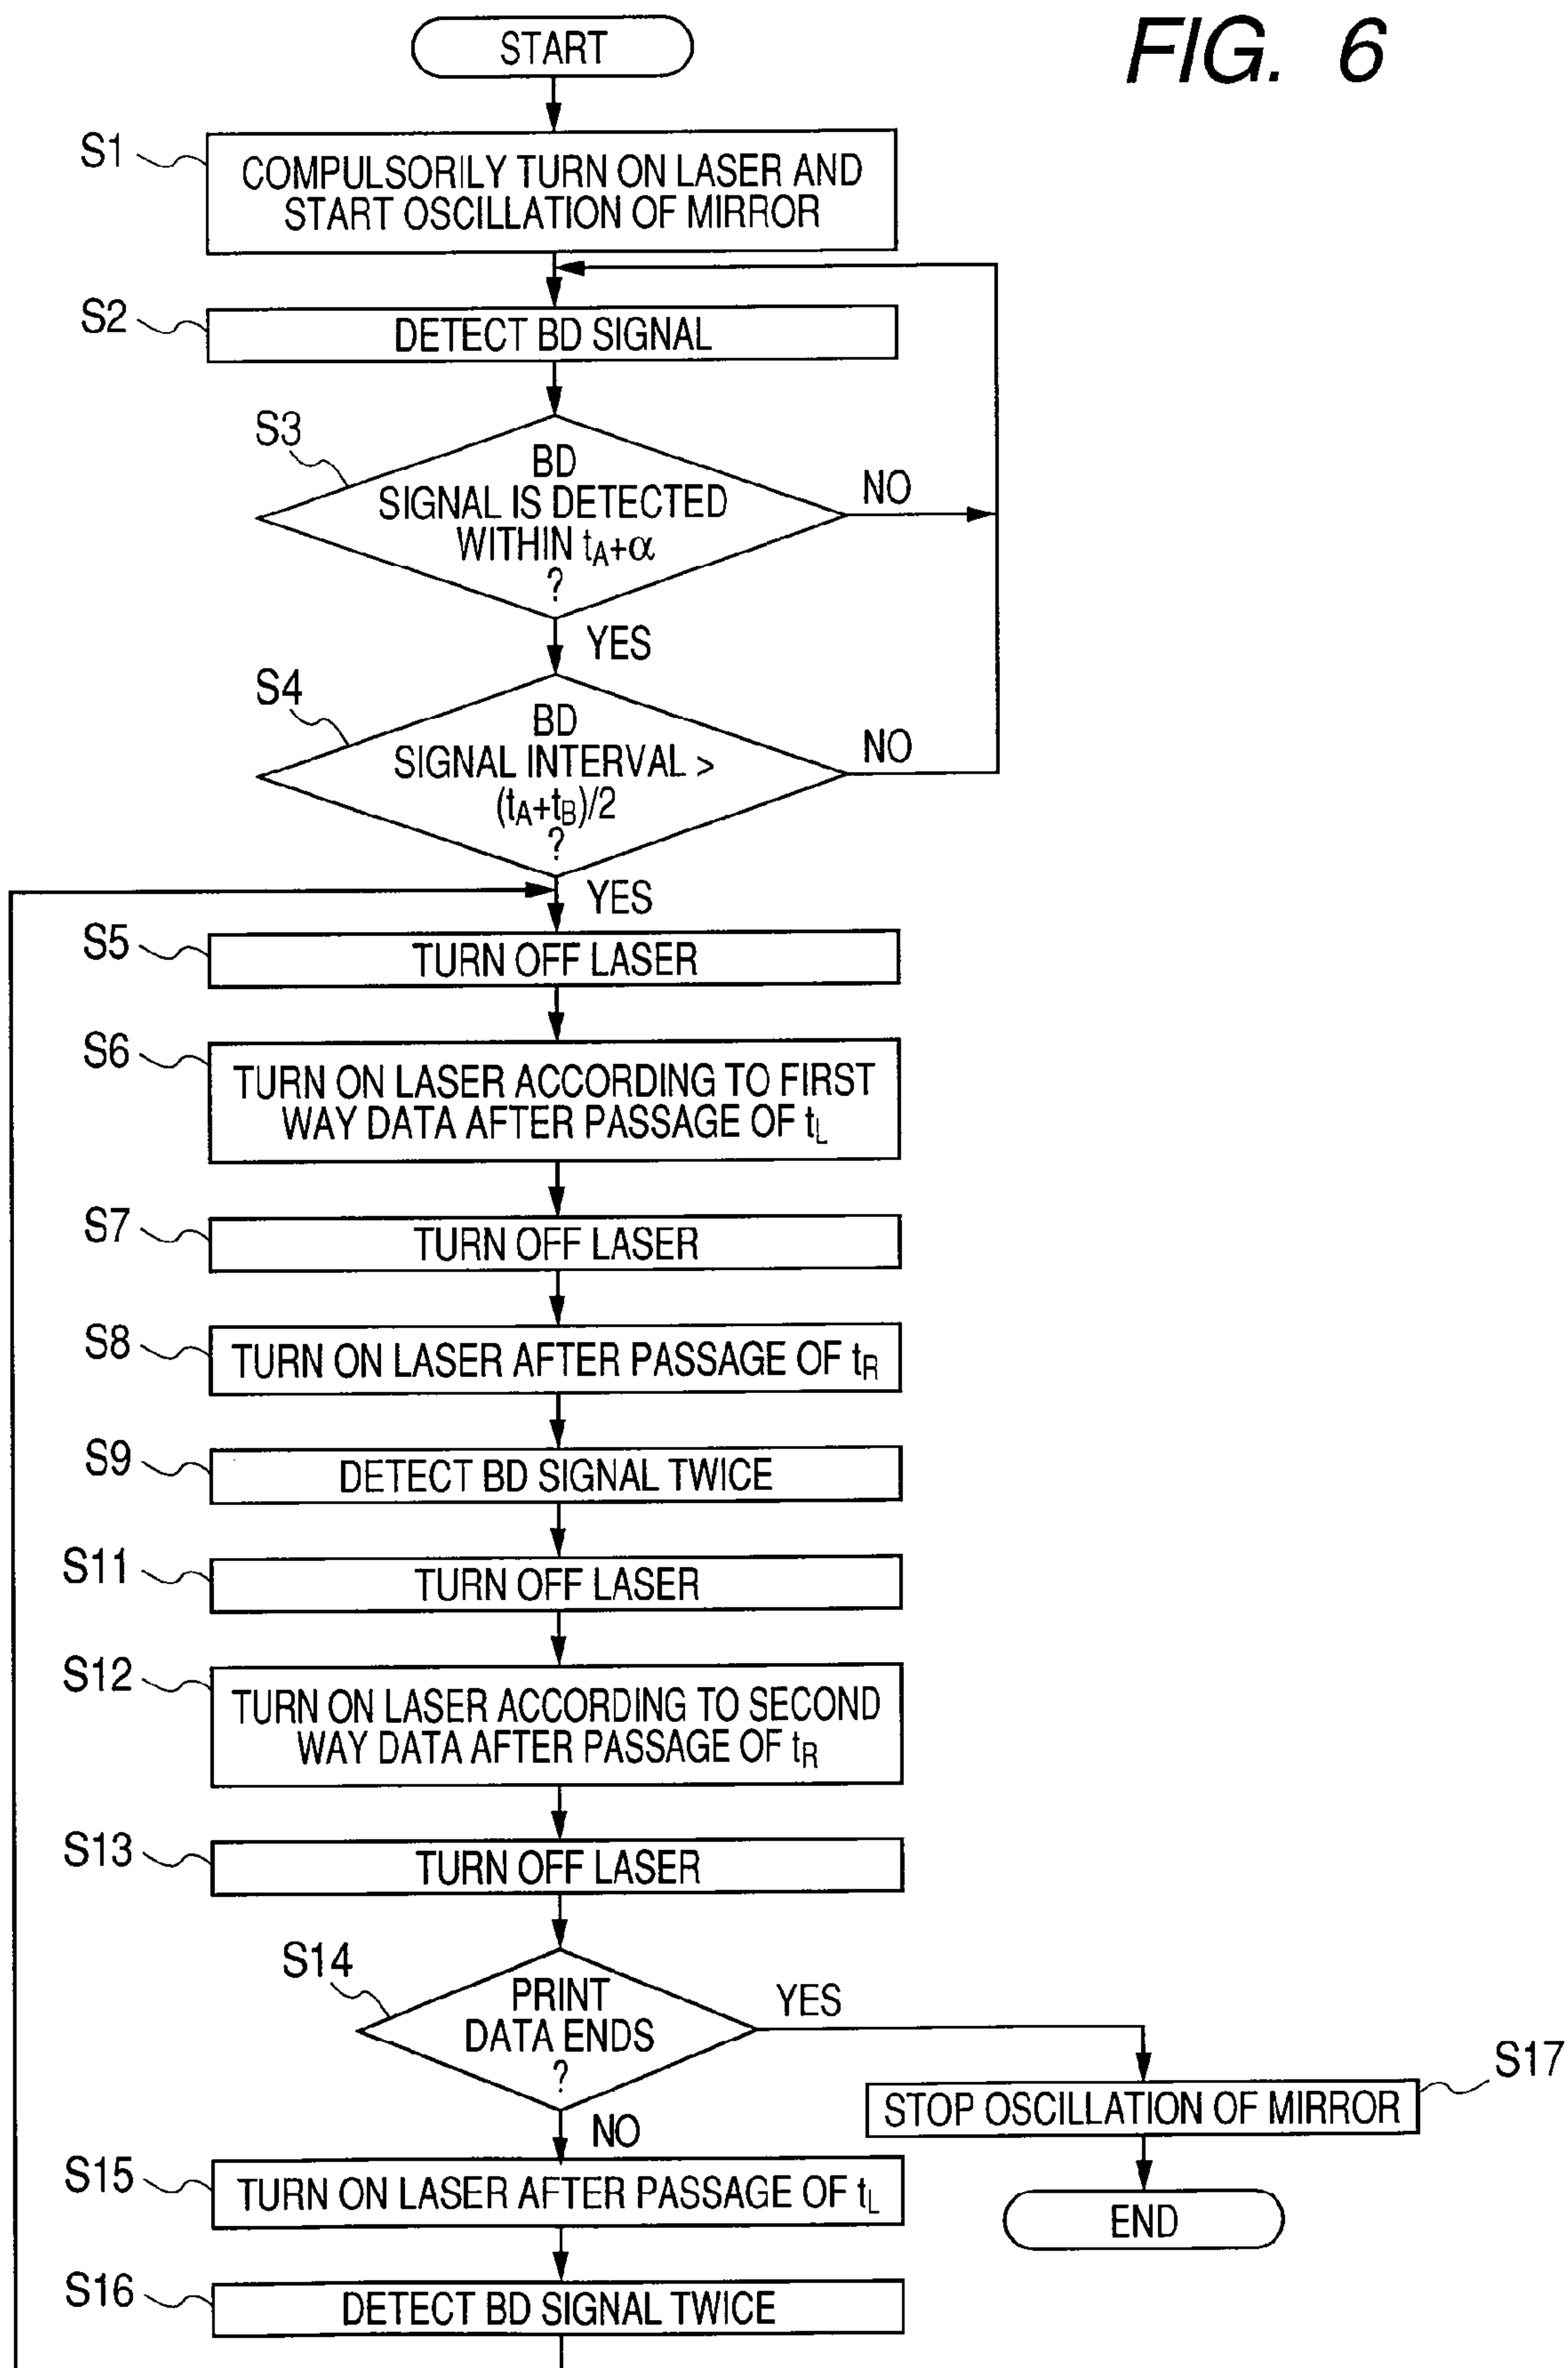 FIG. 6
START
S1
COMPULSORILY TURN ON LASER AND
START OSCILLATION OF MIRROR
S2
DETECT BD SIGNAL
S3
BD
SIGNAL IS DETECTED
WITHIN tA+α
?
NO
YES
S4
BD
SIGNAL INTERVAL >
(tA+tB)/2
?
NO
YES
S5
TURN OFF LASER
S6
TURN ON LASER ACCORDING TO FIRST
WAY DATA AFTER PASSAGE OF tL
S7
TURN OFF LASER
S8
TURN ON LASER AFTER PASSAGE OF tR
S9
DETECT BD SIGNAL TWICE
S11
TURN OFF LASER
S12
TURN ON LASER ACCORDING TO SECOND
WAY DATA AFTER PASSAGE OF tR
S13
TURN OFF LASER
S14
PRINT
DATA ENDS
?
YES
S17
STOP OSCILLATION OF MIRROR
END
NO
S15
TURN ON LASER AFTER PASSAGE OF tL
S16
DETECT BD SIGNAL TWICE